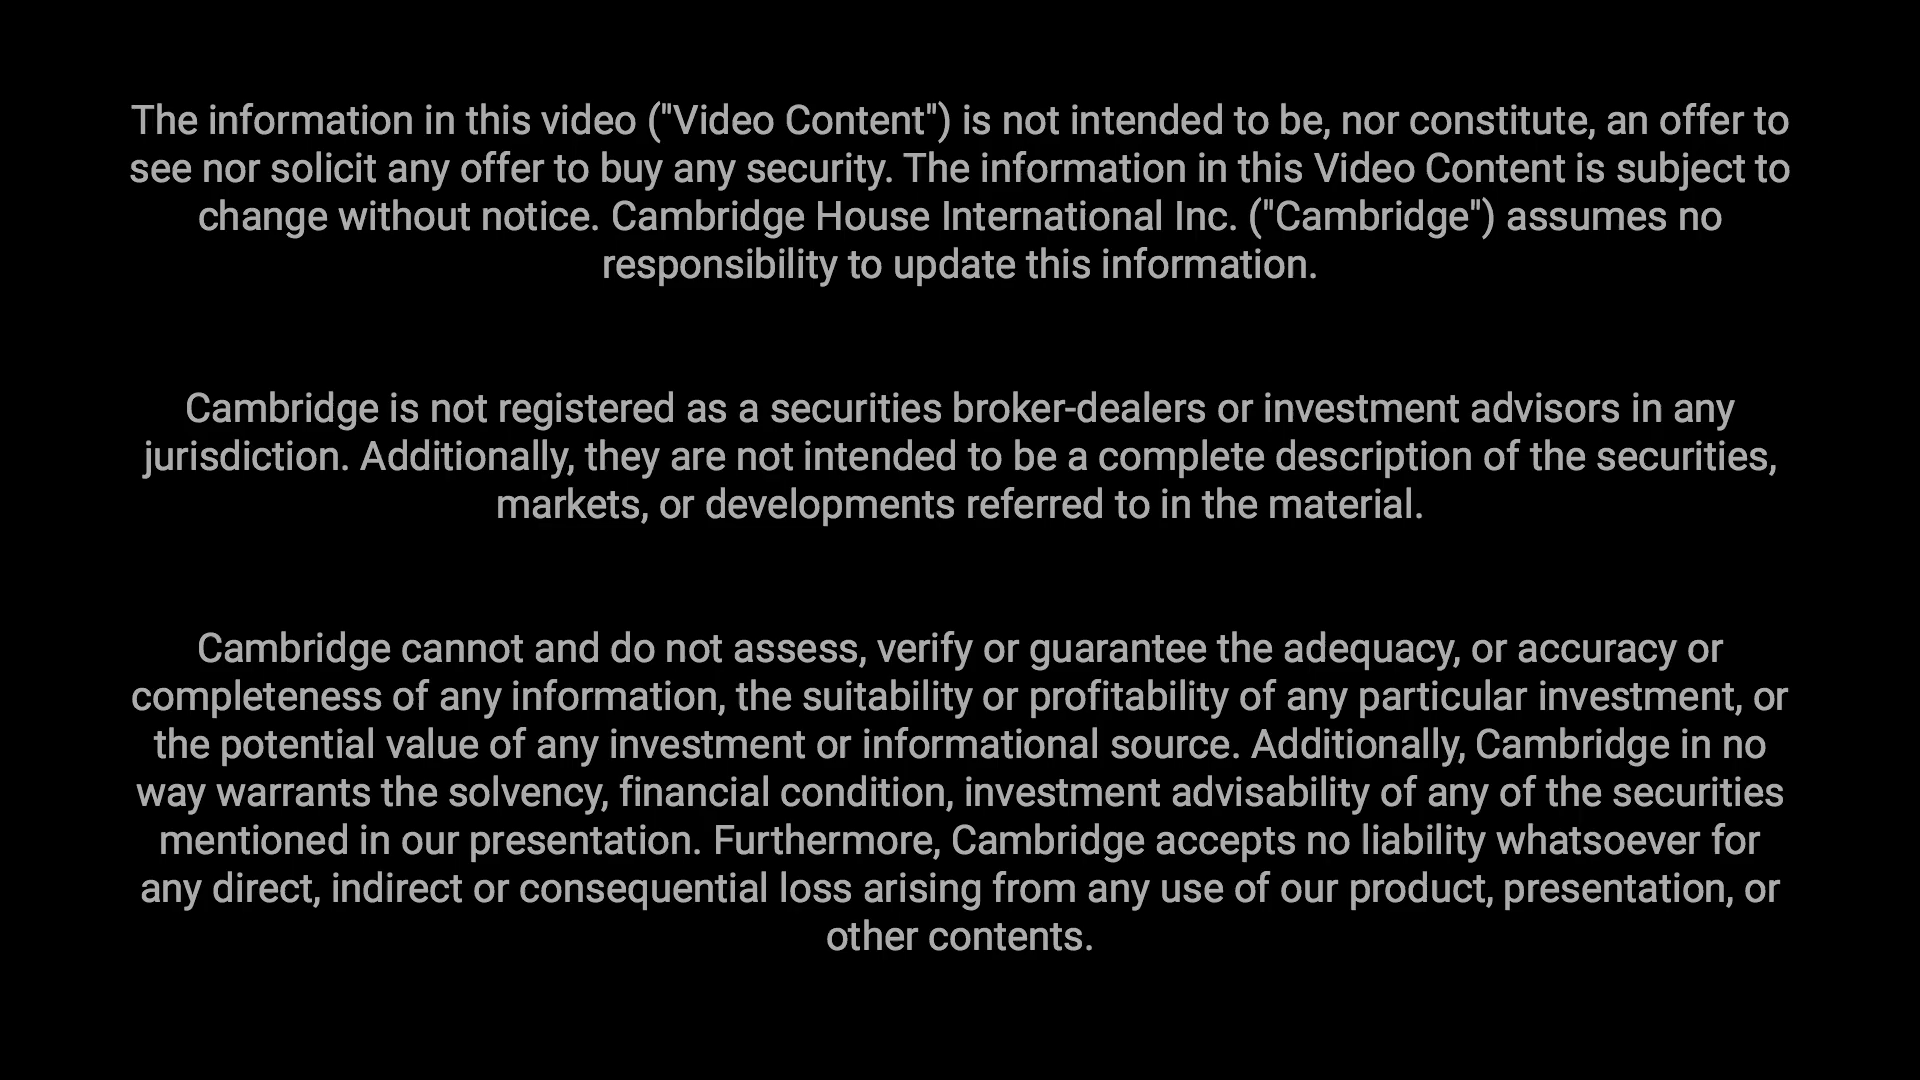 The information in this video ("Video Content") is not intended to be, nor constitute, an offer to
see nor solicit any offer to buy any security. The information in this Video Content is subject to
change without notice. Cambridge House International Inc. ("Cambridge") assumes no
responsibility to update this information.
Cambridge is not registered as a securities broker-dealers or investment advisors in any
jurisdiction. Additionally, they are not intended to be a complete description of the securities,
markets, or developments referred to in the material.
Cambridge cannot and do not assess, verify or guarantee the adequacy, or accuracy or
completeness of any information, the suitability or profitability of any particular investment, or
the potential value of any investment or informational source. Additionally, Cambridge in no
way warrants the solvency, financial condition, investment advisability of any of the securities
mentioned in our presentation. Furthermore, Cambridge accepts no liability whatsoever for
any direct, indirect or consequential loss arising from any use of our product, presentation, or
other contents.